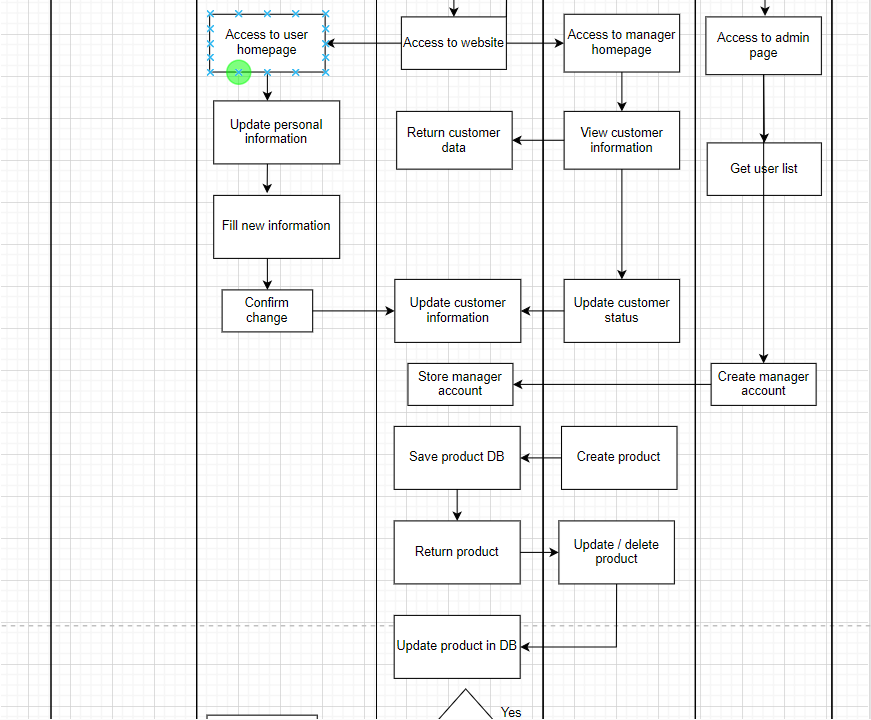 Access to user
homepage
Access to website
Access to manager
homepage
Access to admin
page
Update personal
information
Return customer
data
View customer
information
Get user list
Fill new information
Confirm
change
Update customer
information
Update customer
status
Store manager
account
Create manager
account
Save product DB
Create product
Return product
Update / delete
product
Update product in DB
Yes